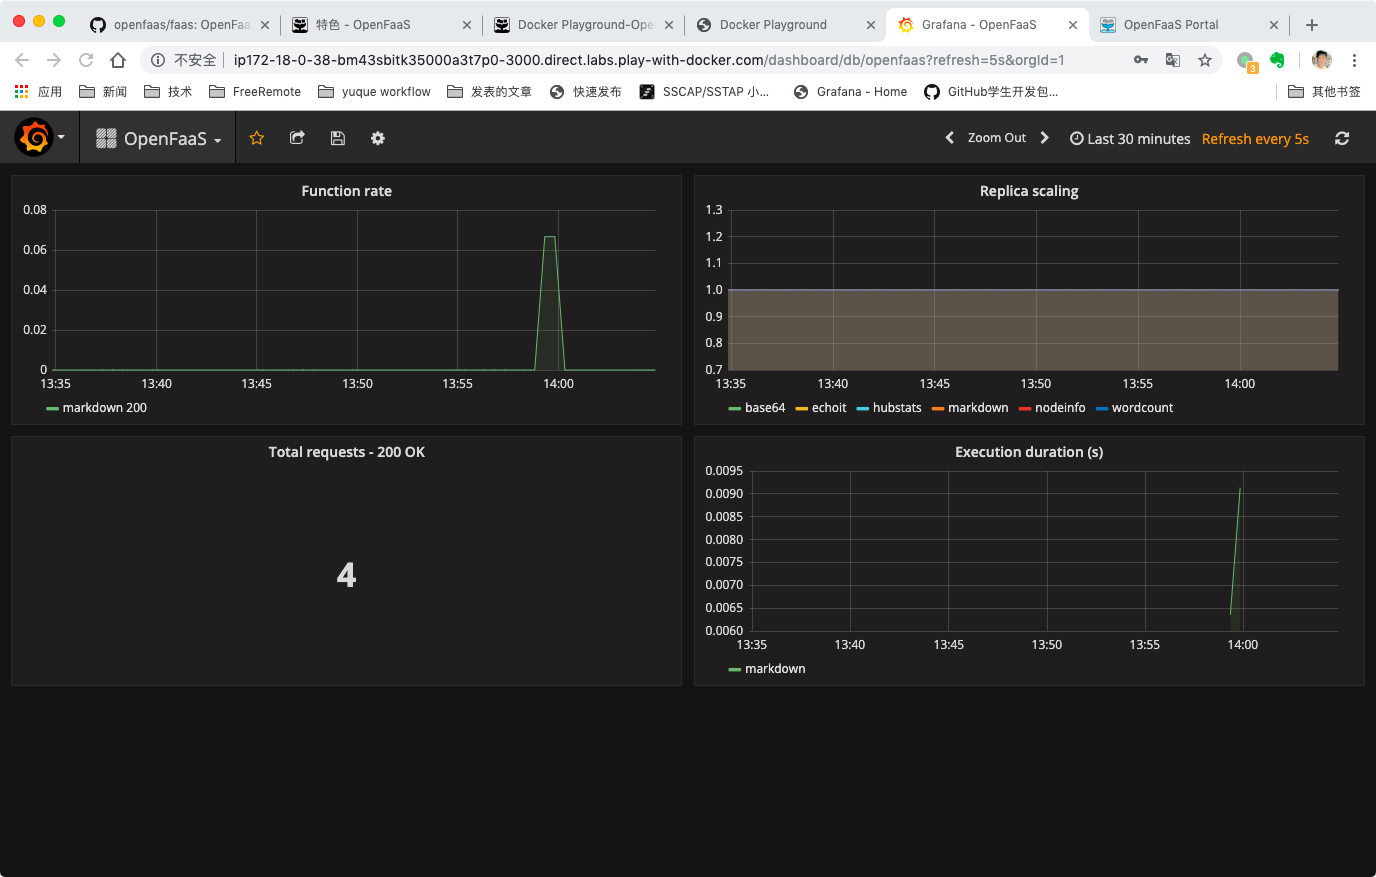 openfaas/faas: OpenFaa
特色 - OpenFaaS
Docker Playground-Ope
Docker Playground
Grafana - OpenFaaS
OpenFaaS Portal
不安全
ip172-18-0-38-bm43sbitk35000a3t7p0-3000.direct.labs.play-with-docker.com/dashboard/db/openfaas?refresh=5s&orgId=1
3
应用
新闻
技术
FreeRemote
yuque workflow
发表的文章
快速发布
SSCAP/SSTAP 小...
Grafana - Home
GitHub学生开发包...
其他书签
OpenFaaS
Zoom Out
Last 30 minutes
Refresh every 5s
Function rate
0.08
0.06
0.04
0.02
0
13:35 13:40 13:45 13:50 13:55 14:00
markdown 200
Replica scaling
1.3
1.2
1.1
1.0
0.9
0.8
0.7
13:35 13:40 13:45 13:50 13:55 14:00
base64 echoit hubstats markdown nodeinfo wordcount
Total requests - 200 OK
4
Execution duration (s)
0.0095
0.0090
0.0085
0.0080
0.0075
0.0070
0.0065
0.0060
13:35 13:40 13:45 13:50 13:55 14:00
markdown